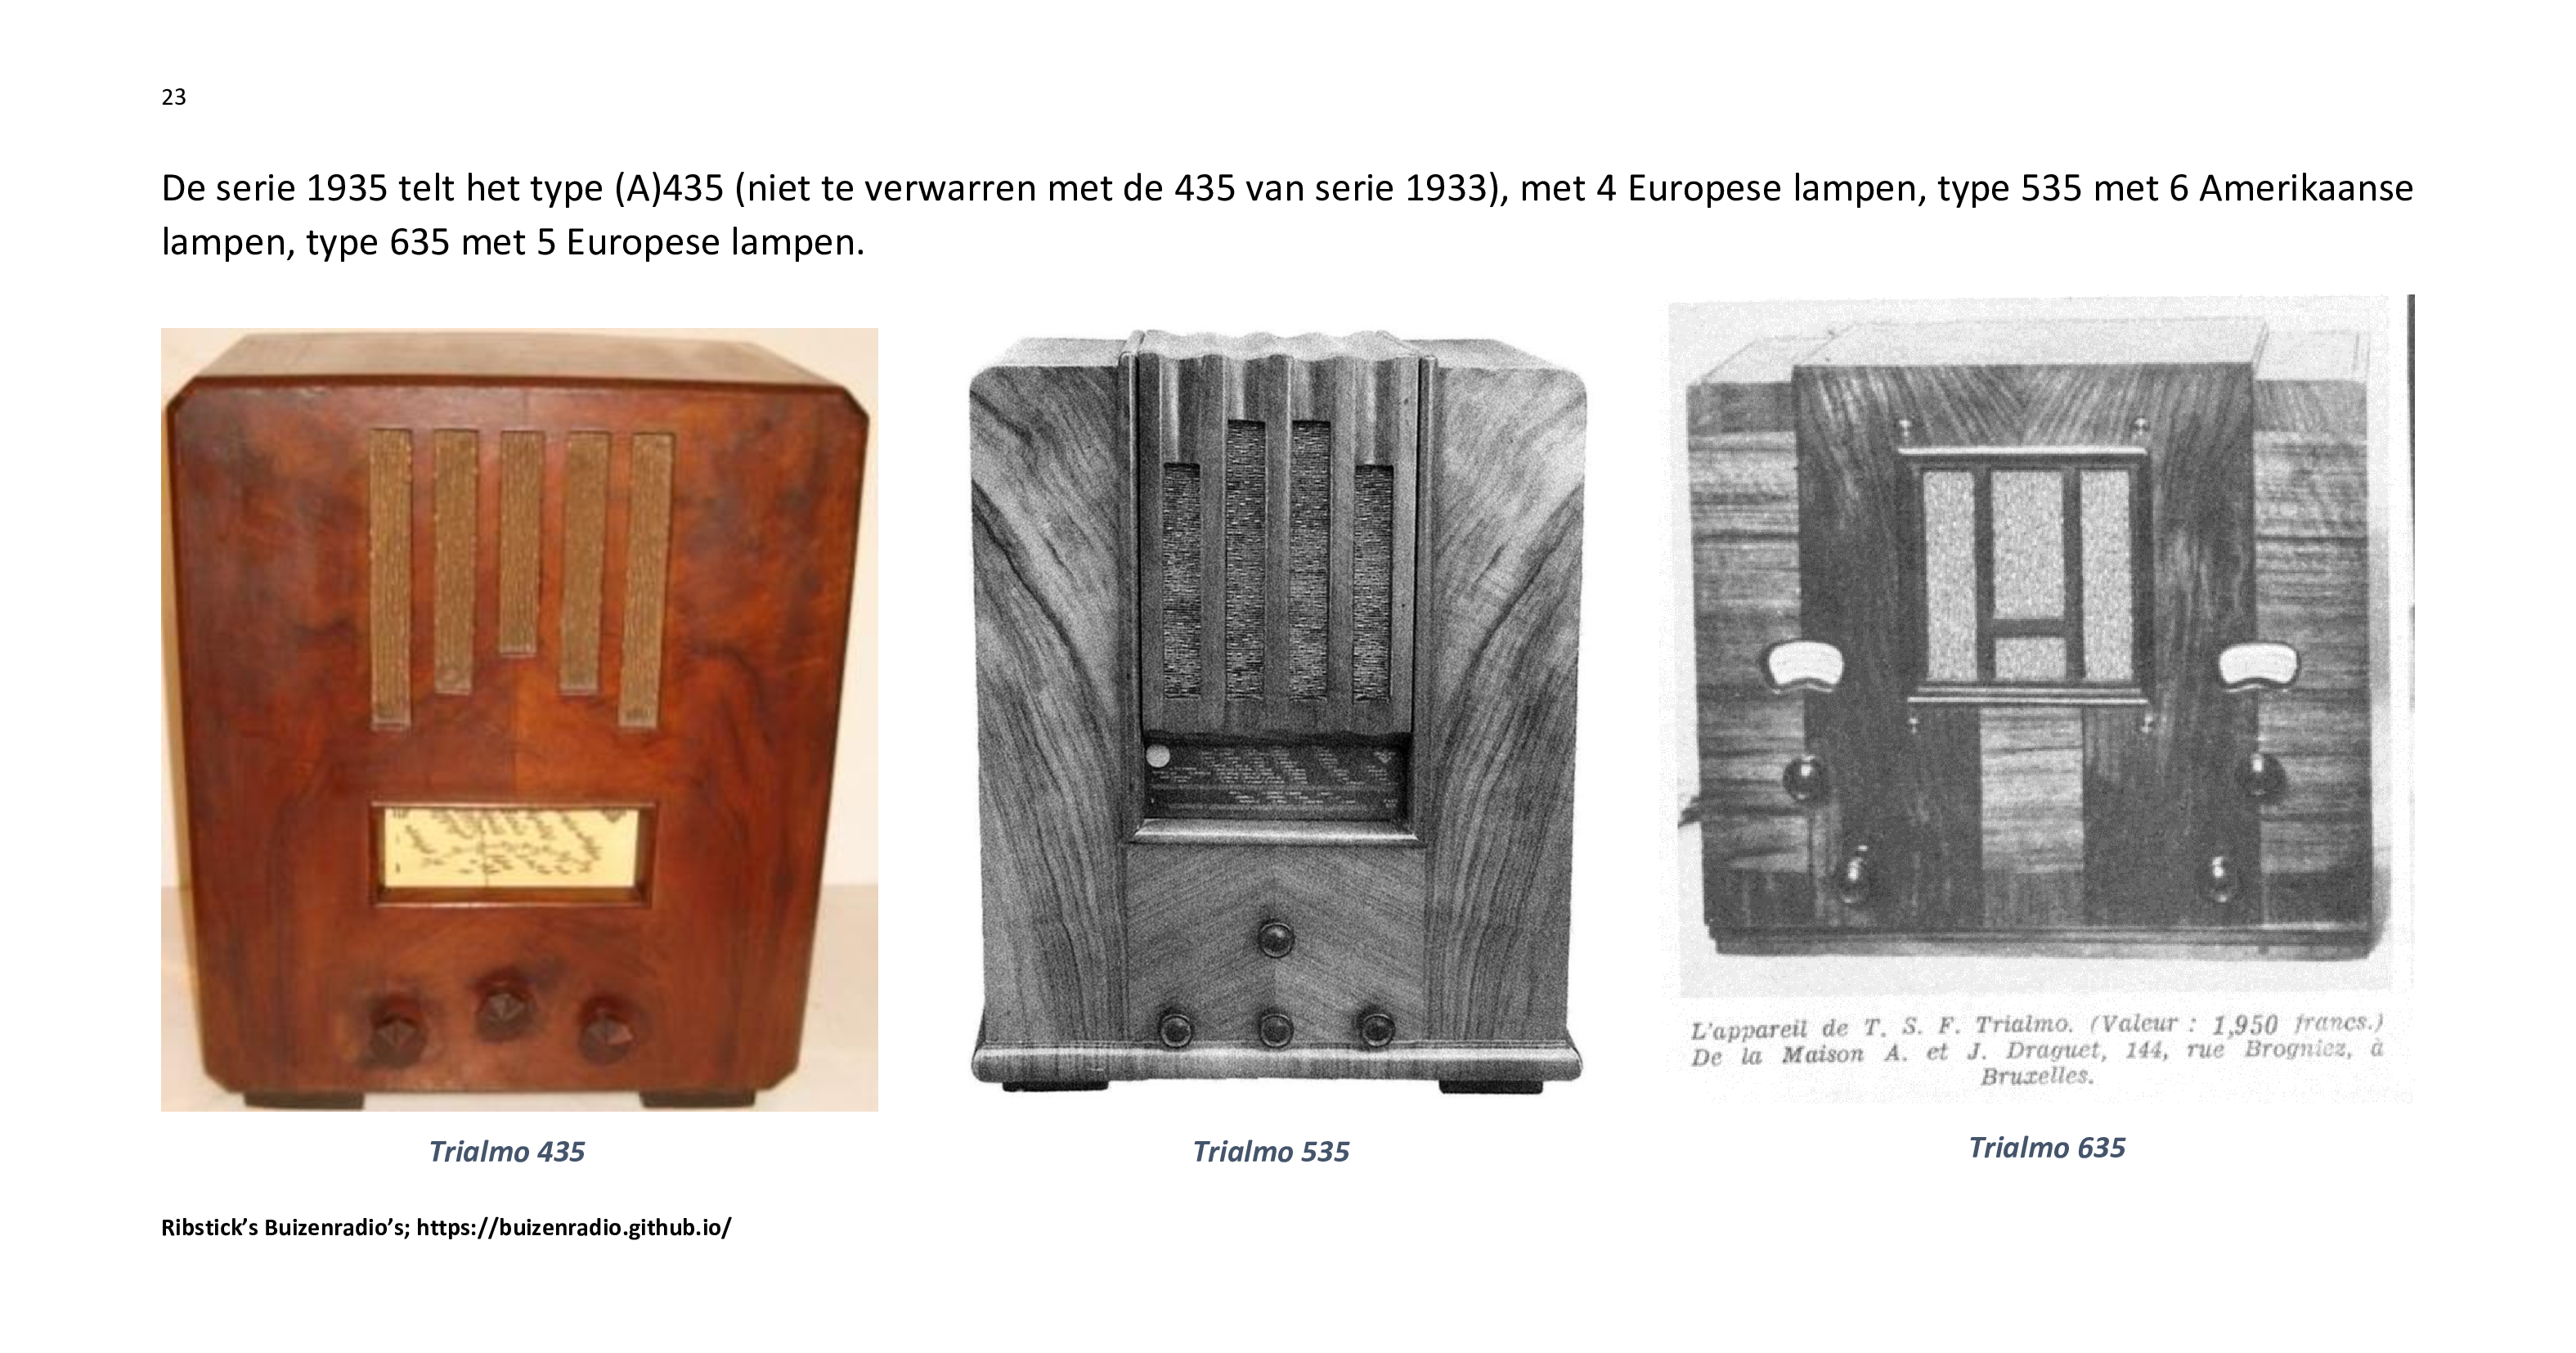 23
De serie 1935 telt het type (A)435 (niet te verwarren met de 435 van serie 1933), met 4 Europese lampen, type 535 met 6 Amerikaanse
lampen, type 635 met 5 Europese lampen.
L'appareil de T. S. F. Trialmo. (Valeur : 1,950 francs.)
De la Maison A. et J. Draguet, 144, rue Brogniez, à
Bruxelles.
Trialmo 435
Trialmo 535
Trialmo 635
Ribstick’s Buizenradio’s; https://buizenradio.github.io/